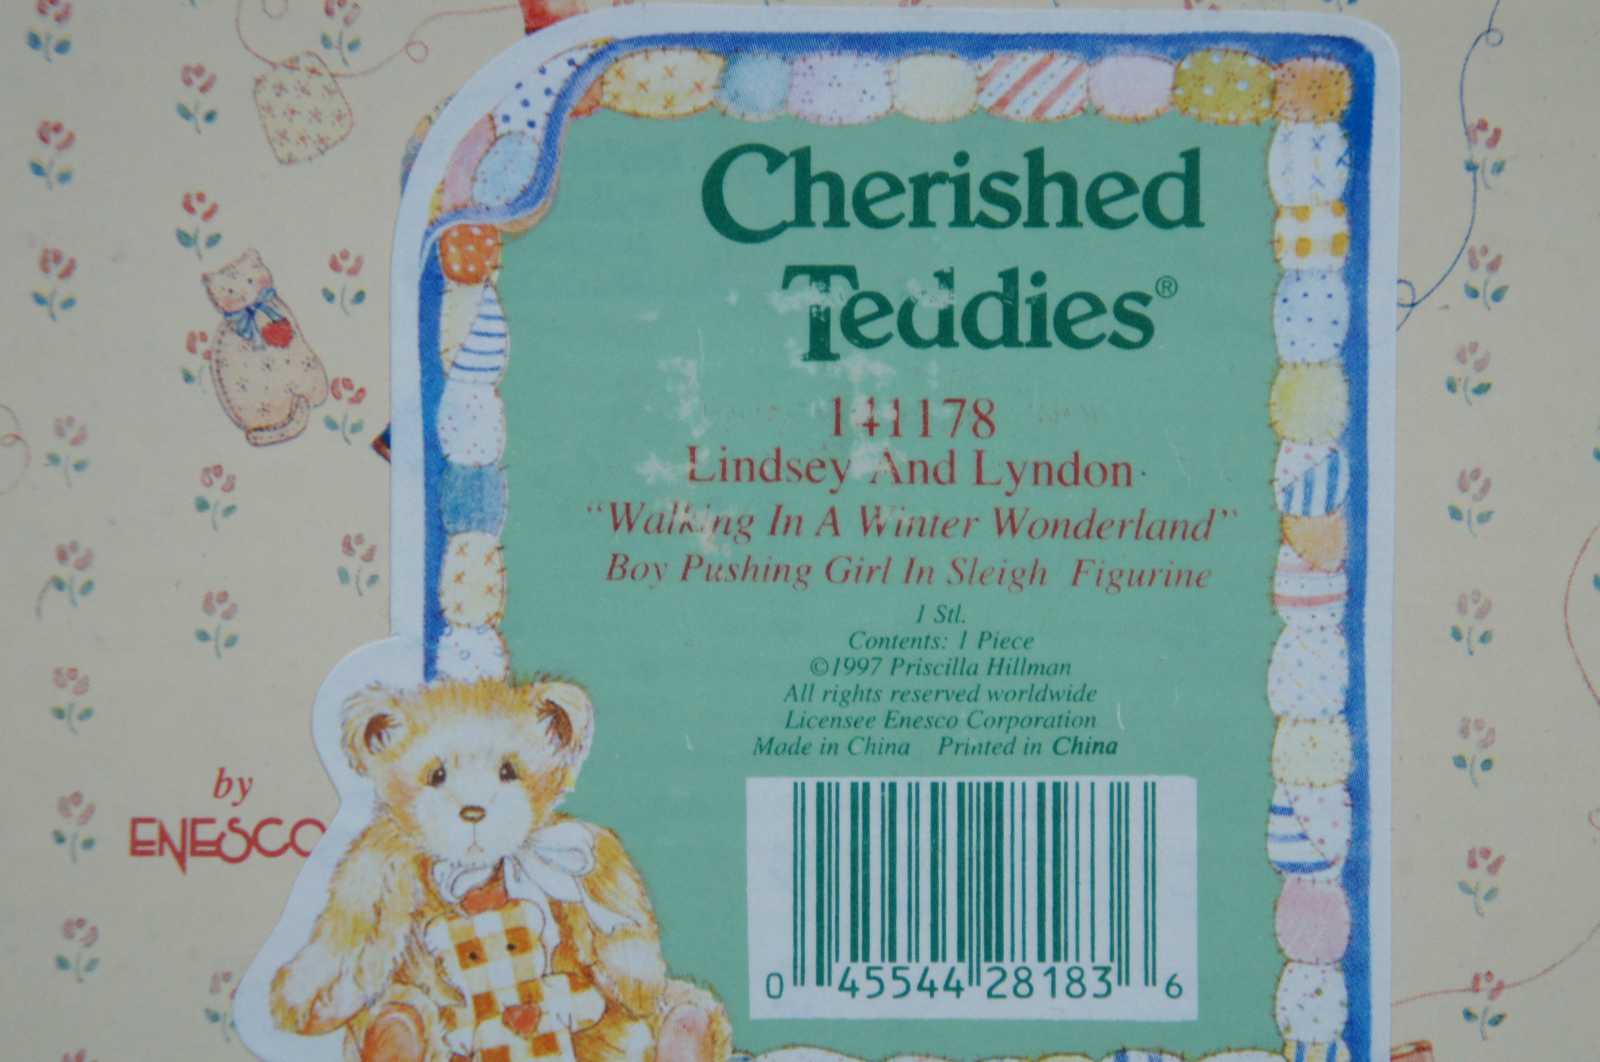 Cherished
Teddies®
141178
Lindsey And Lyndon
"Walking In A Winter Wonderland"
Boy Pushing Girl In Sleigh Figurine
1 Stl.
Contents: 1 Piece
©1997 Priscilla Hillman
All rights reserved worldwide
Licensee Enesco Corporation
Made in China Printed in China
0 45544 28183 6
by
ENESCO